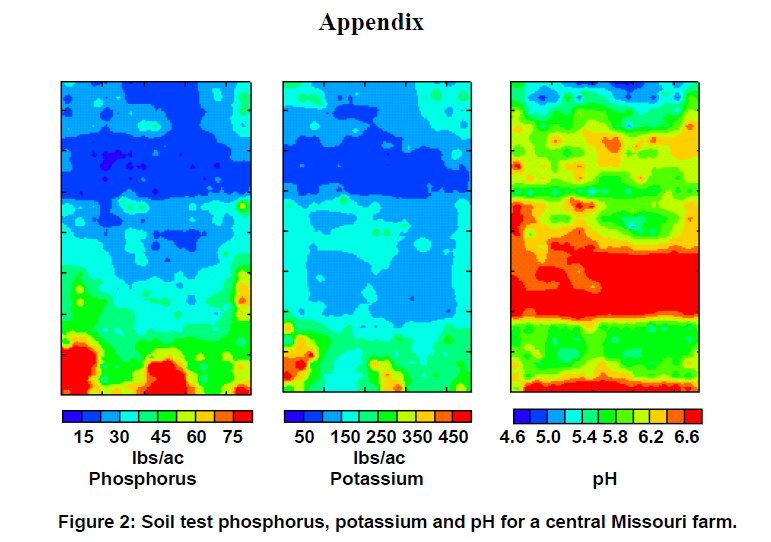 Appendix
15 30 45 60 75
lbs/ac
Phosphorus
50 150 250 350 450
lbs/ac
Potassium
4.6 5.0 5.4 5.8 6.2 6.6
pH
Figure 2: Soil test phosphorus, potassium and pH for a central Missouri farm.